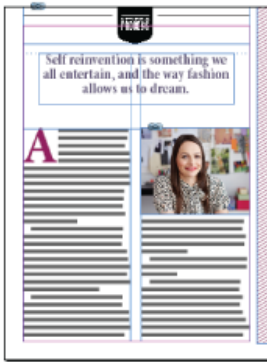 Self reinvention is something we
all entertain, and the way fashion
allows us to dream.
A